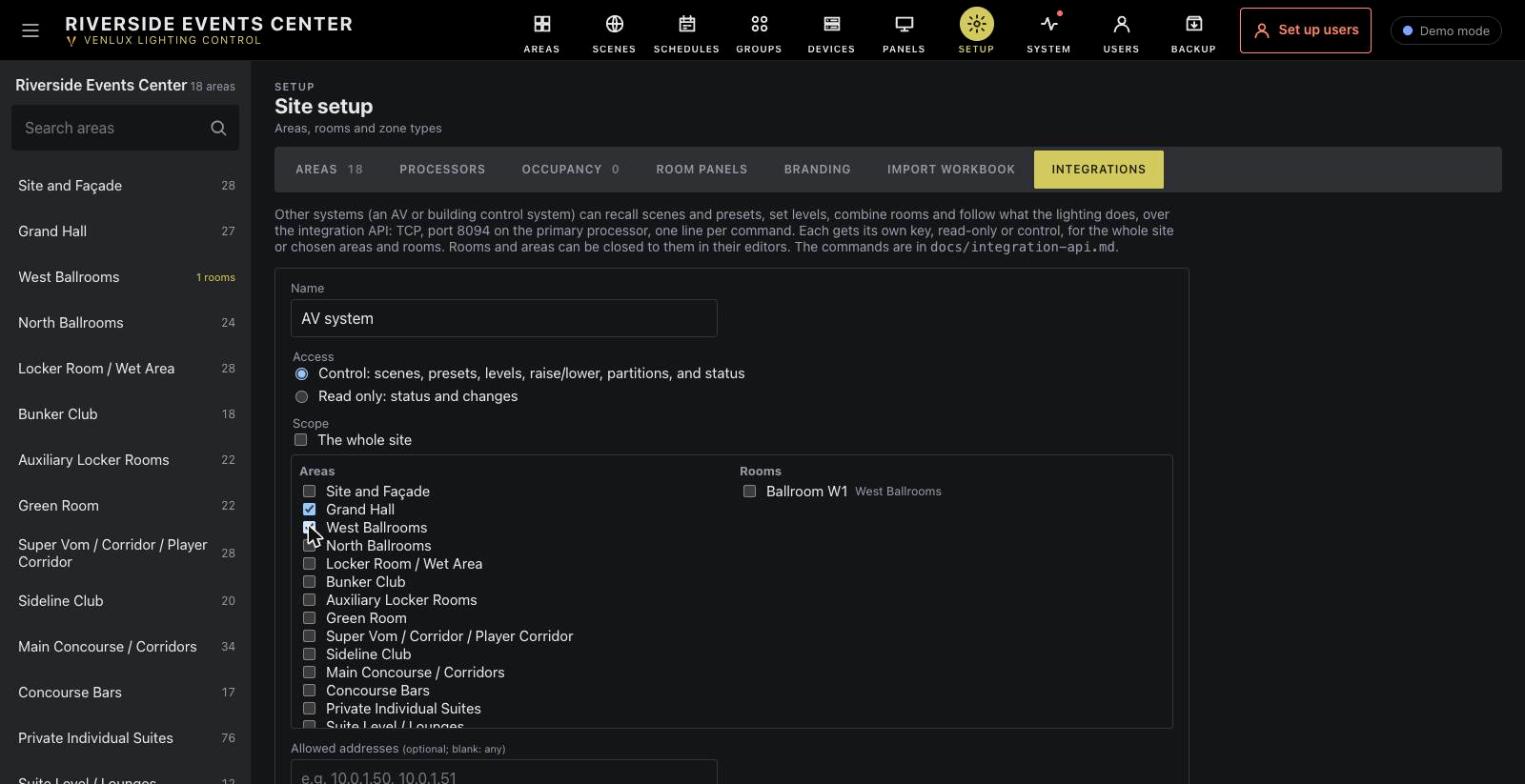 RIVERSIDE EVENTS CENTER
VENLUX LIGHTING CONTROL
AREAS
SCENES
SCHEDULES
GROUPS
DEVICES
PANELS
SETUP
SYSTEM
USERS
BACKUP
Set up users
Demo mode
Riverside Events Center 18 areas
Search areas
Site and Façade 28
Grand Hall 27
West Ballrooms 1 rooms
North Ballrooms 24
Locker Room / Wet Area 28
Bunker Club 18
Auxiliary Locker Rooms 22
Green Room 22
Super Vom / Corridor / Player
Corridor 28
Sideline Club 20
Main Concourse / Corridors 34
Concourse Bars 17
Private Individual Suites 76
Suite Level / Lounges 12
SETUP
Site setup
Areas, rooms and zone types
AREAS 18
PROCESSORS
OCCUPANCY 0
ROOM PANELS
BRANDING
IMPORT WORKBOOK
INTEGRATIONS
Other systems (an AV or building control system) can recall scenes and presets, set levels, combine rooms and follow what the lighting does, over
the integration API: TCP, port 8094 on the primary processor, one line per command. Each gets its own key, read-only or control, for the whole site
or chosen areas and rooms. Rooms and areas can be closed to them in their editors. The commands are in docs/integration-api.md.
Name
AV system
Access
Control: scenes, presets, levels, raise/lower, partitions, and status
Read only: status and changes
Scope
The whole site
Areas
Site and Façade
Grand Hall
West Ballrooms
North Ballrooms
Locker Room / Wet Area
Bunker Club
Auxiliary Locker Rooms
Green Room
Super Vom / Corridor / Player Corridor
Sideline Club
Main Concourse / Corridors
Concourse Bars
Private Individual Suites
Suite Level / Lounges
Rooms
Ballroom W1 West Ballrooms
Allowed addresses (optional; blank: any)
e.g. 10.0.1.50, 10.0.1.51